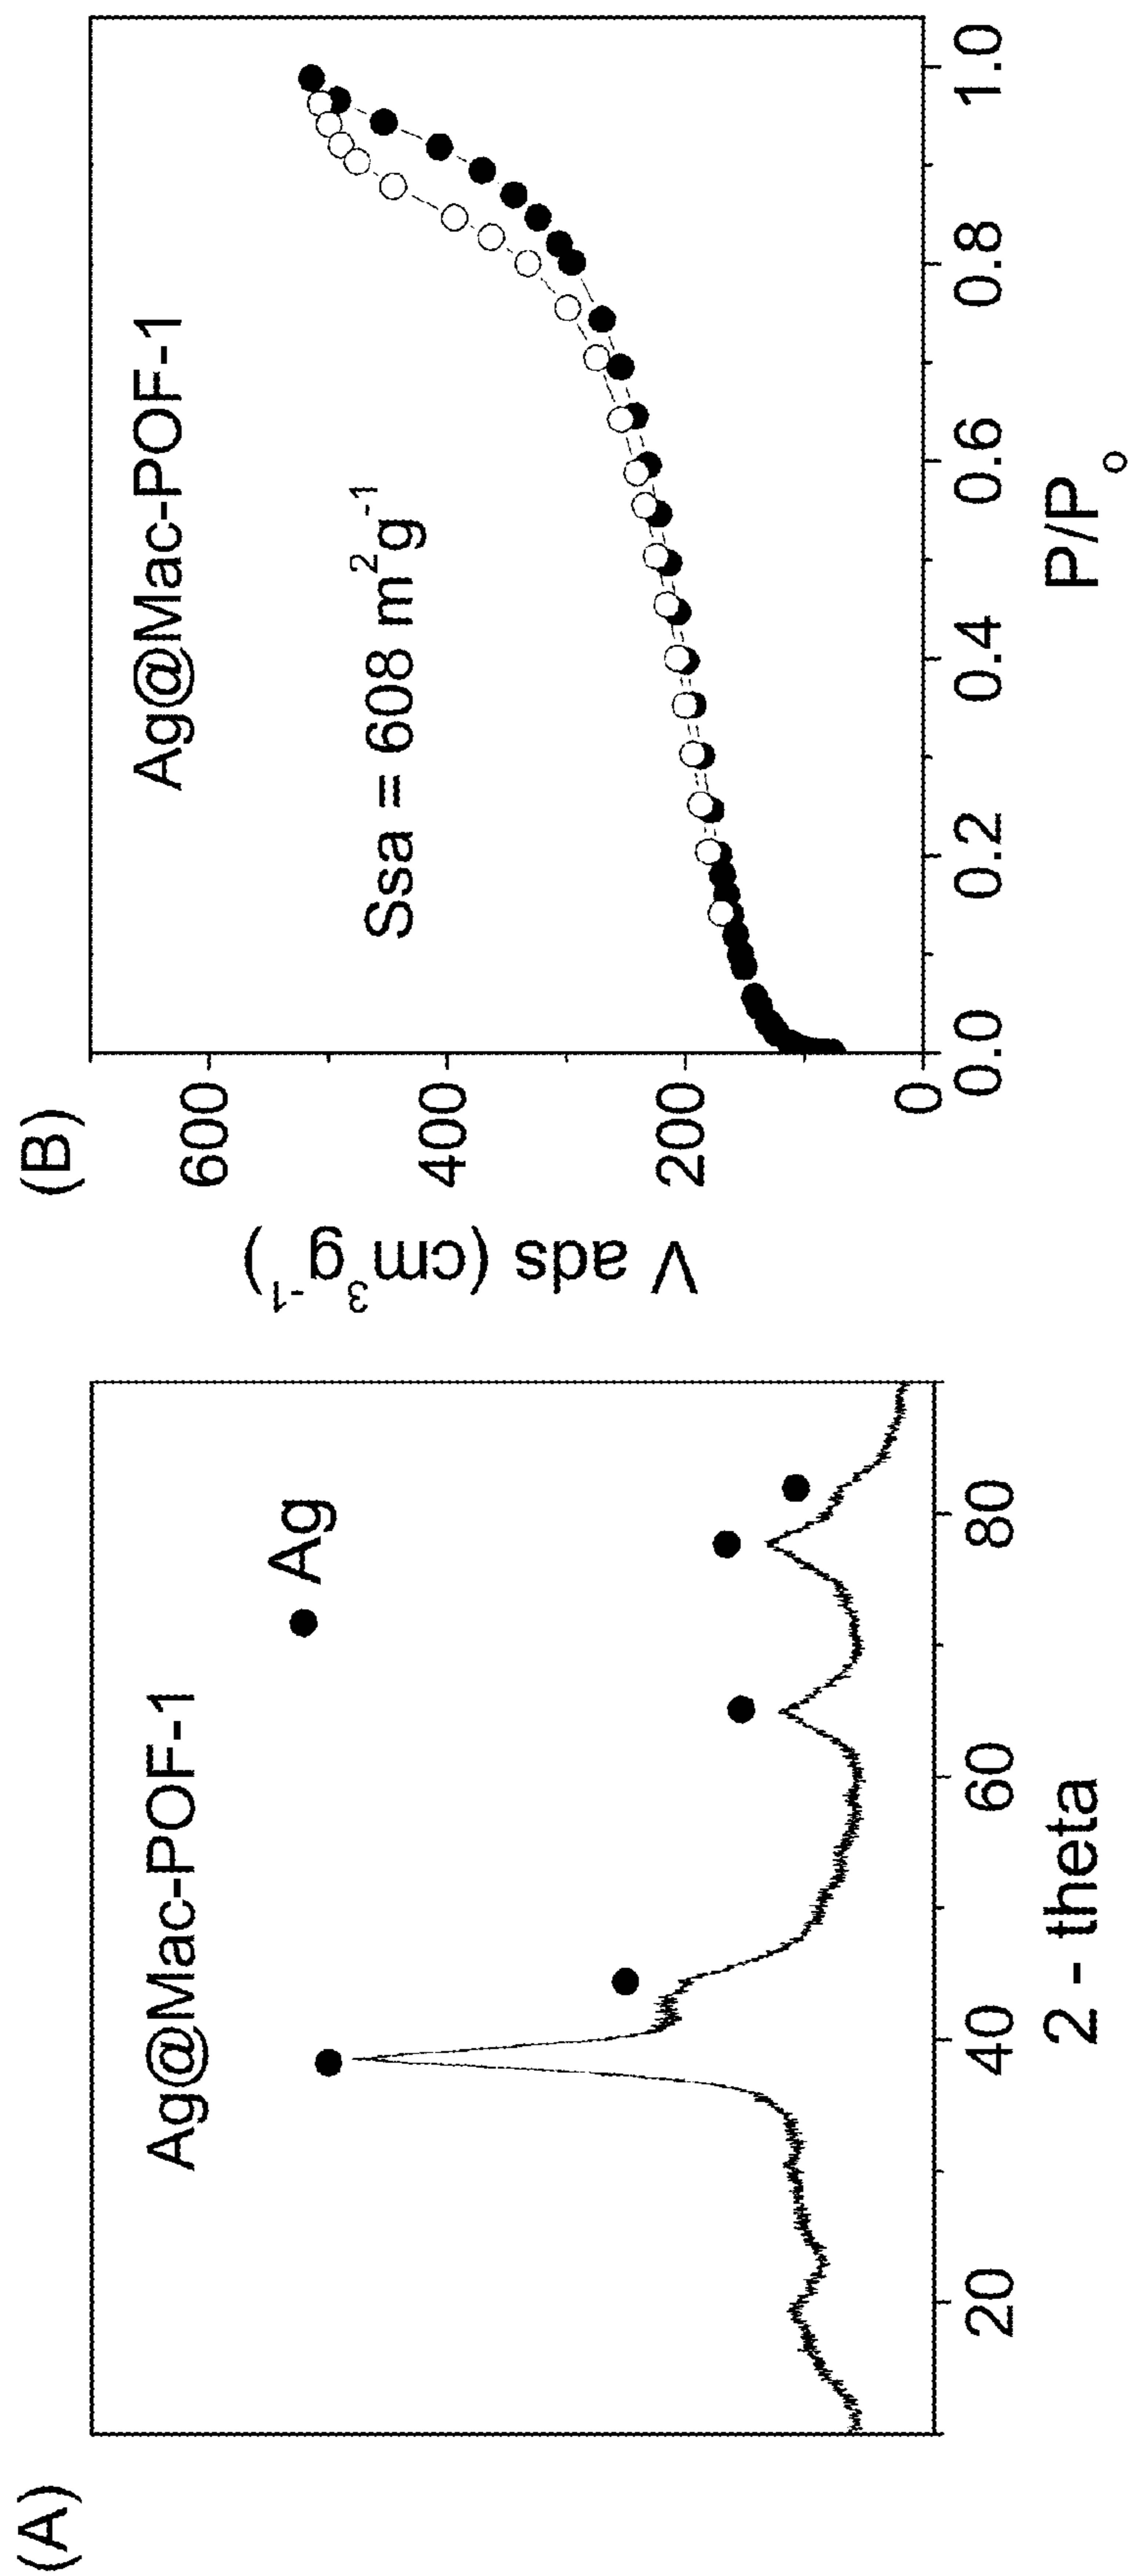 (A)
Ag@Mac-POF-1
Ag
20
40
60
80
2 - theta
(B)
Ag@Mac-POF-1
Ssa = 608 m²g⁻¹
600
400
200
0
V ads (cm³g⁻¹)
0.0
0.2
0.4
0.6
0.8
1.0
P/P₀